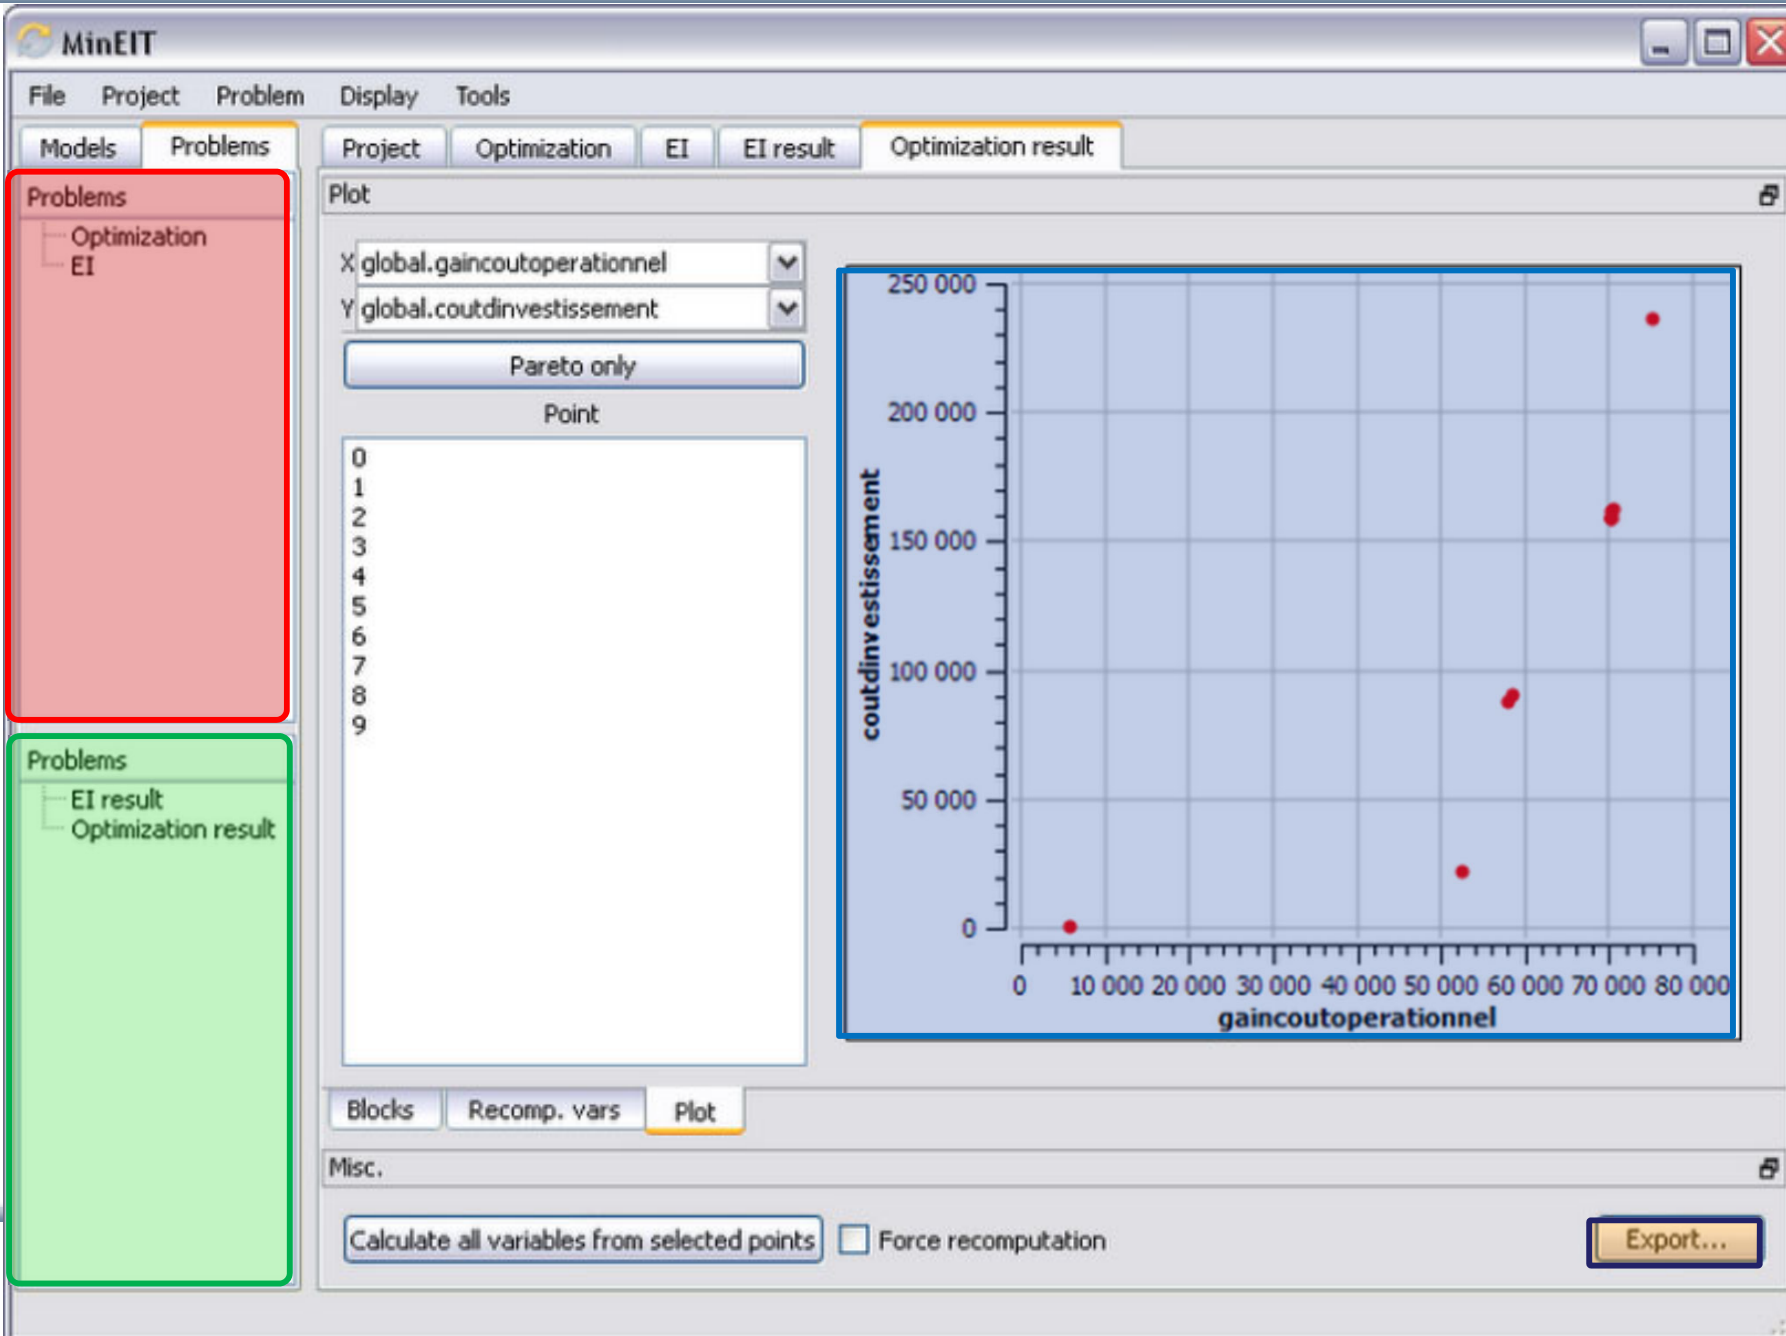 MinEIT
File Project Problem Display Tools
Models Problems
Project Optimization EI EI result Optimization result
Problems
Optimization
EI
Problems
EI result
Optimization result
Plot
X global.gaincoutoperationnel
Y global.coutdinvestissement
Pareto only
Point
0
1
2
3
4
5
6
7
8
9
250 000
200 000
150 000
100 000
50 000
0
coutdinvestissement
0 10 000 20 000 30 000 40 000 50 000 60 000 70 000 80 000
gaincoutoperationnel
Blocks Recomp. vars Plot
Misc.
Calculate all variables from selected points Force recomputation Export...